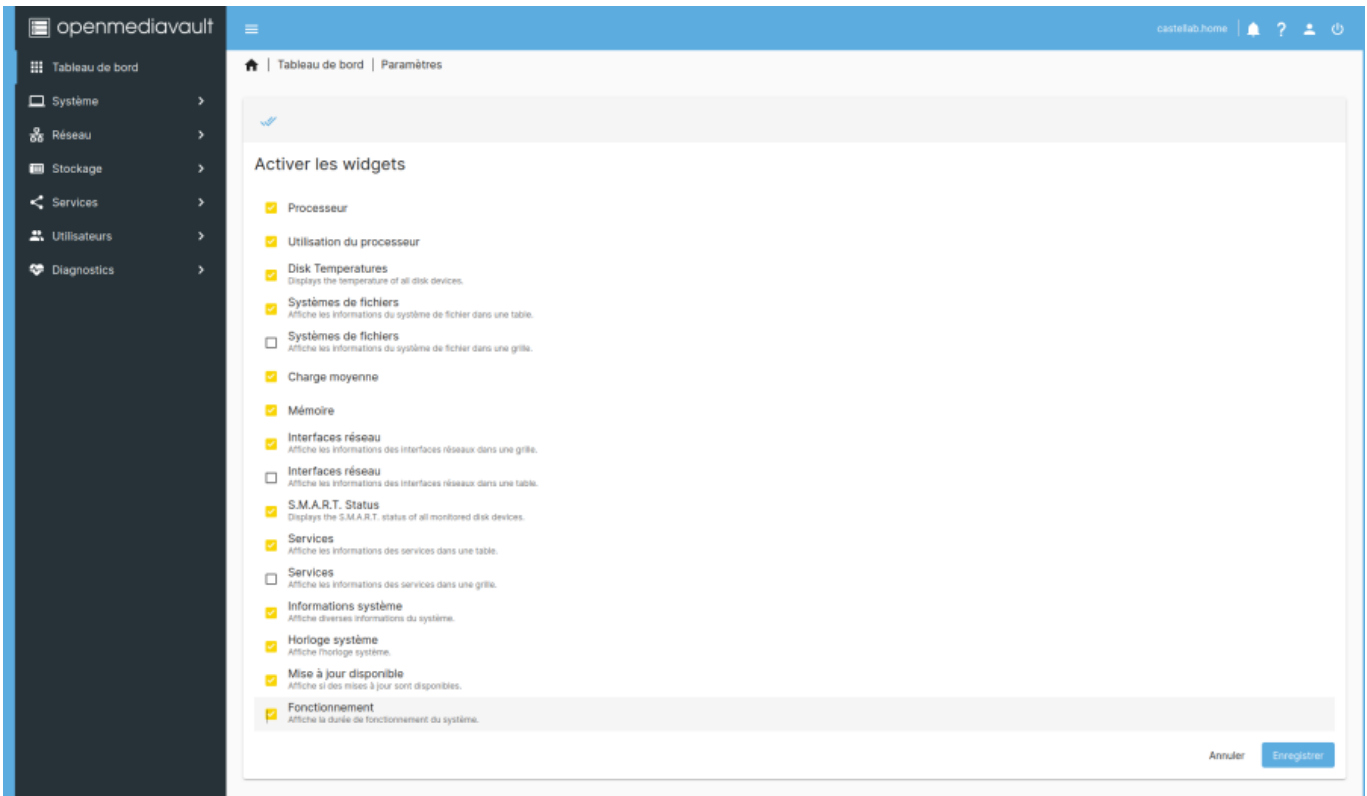 openmediavault
castellab.home
Tableau de bord
Système
Réseau
Stockage
Services
Utilisateurs
Diagnostics
Tableau de bord | Paramètres
Activer les widgets
Processeur
Utilisation du processeur
Disk Temperatures
Displays the temperature of all disk devices.
Systèmes de fichiers
Affiche les informations du système de fichier dans une table.
Systèmes de fichiers
Affiche les informations du système de fichier dans une grille.
Charge moyenne
Mémoire
Interfaces réseau
Affiche les informations des interfaces réseaux dans une grille.
Interfaces réseau
Affiche les informations des interfaces réseaux dans une table.
S.M.A.R.T. Status
Displays the S.M.A.R.T. status of all monitored disk devices.
Services
Affiche les informations des services dans une table.
Services
Affiche les informations des services dans une grille.
Informations système
Affiche diverses informations du système.
Horloge système
Affiche l'horloge système.
Mise à jour disponible
Affiche si des mises à jour sont disponibles.
Fonctionnement
Affiche la durée de fonctionnement du système.
Annuler
Enregistrer